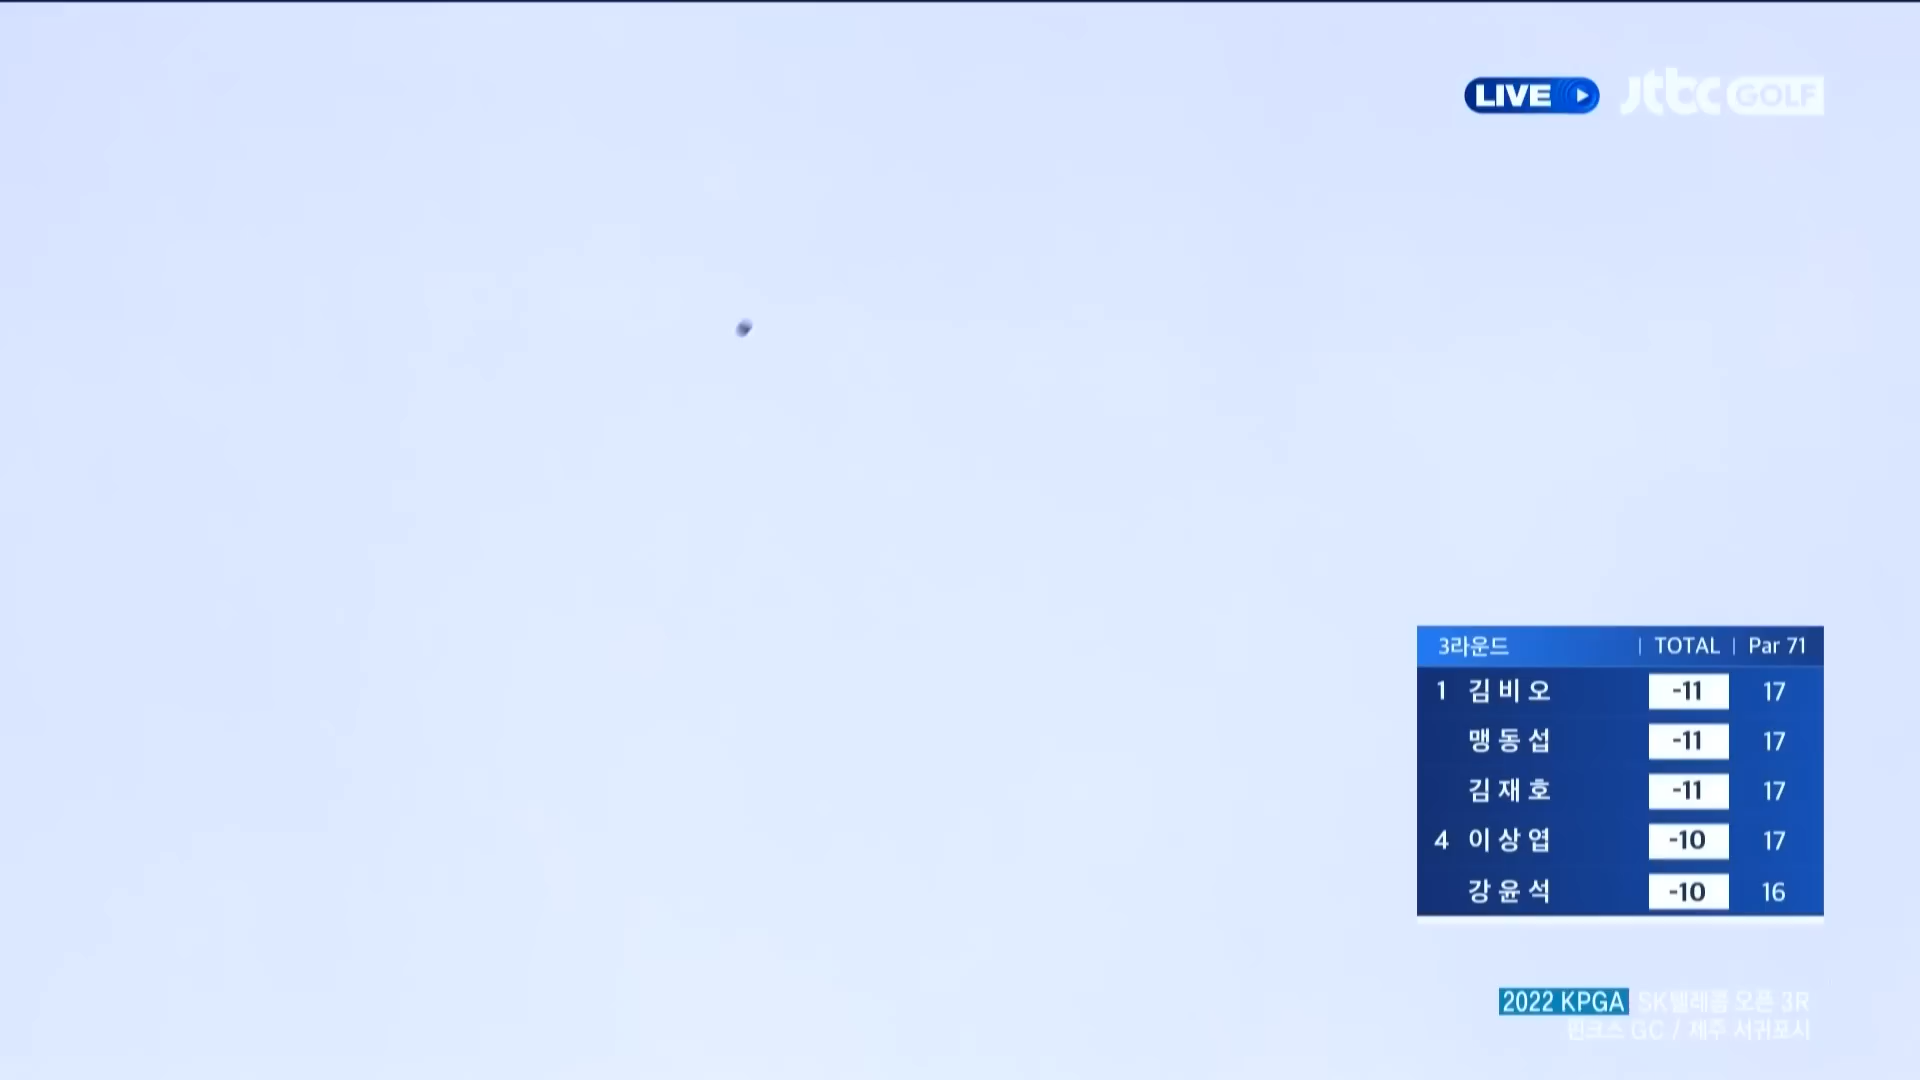 LIVE jtbc GOLF
3라운드 | TOTAL | Par 71
1 김비오 -11 17
맹동섭 -11 17
김재호 -11 17
4 이상엽 -10 17
강윤석 -10 16
2022 KPGA SK텔레콤 오픈 3R
핀크스 GC / 제주 서귀포시